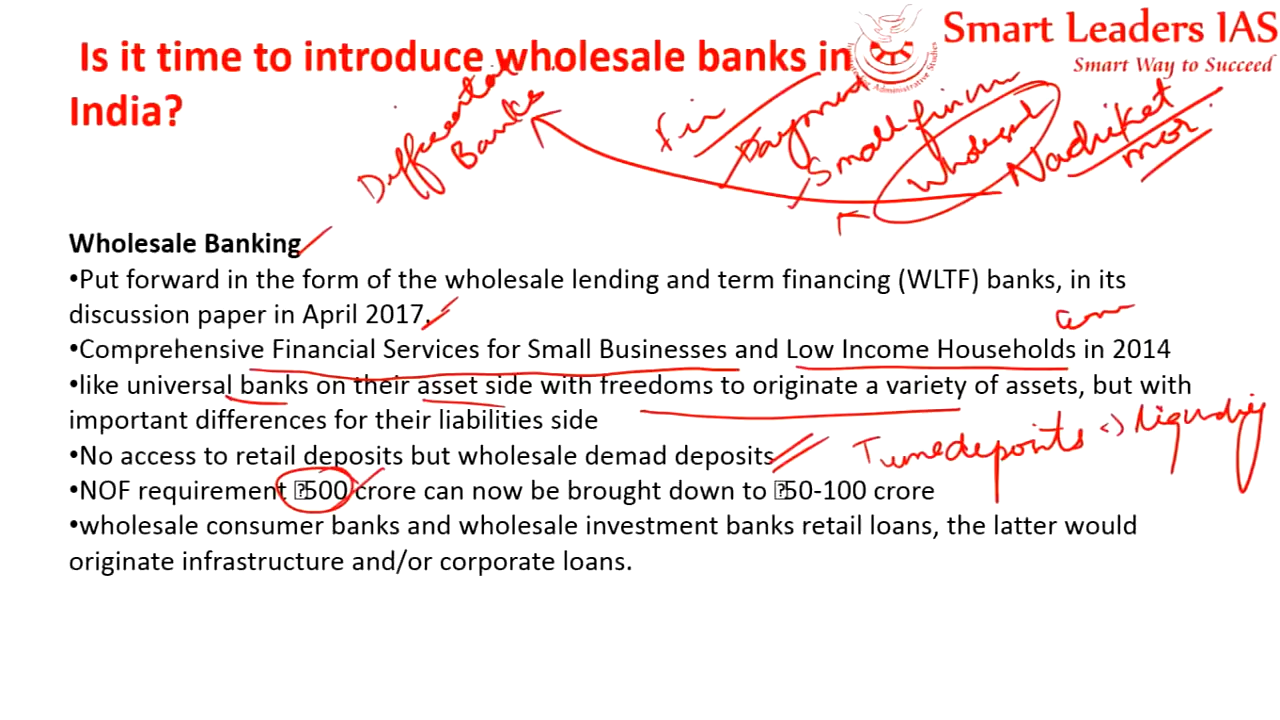 Is it time to introduce wholesale banks in
India?
Smart Leaders IAS
Smart Way to Succeed
Differential
Banks
Fin
Payment
Small finance
Wholesale
Nachiket
mor
Wholesale Banking
•Put forward in the form of the wholesale lending and term financing (WLTF) banks, in its
discussion paper in April 2017.
•Comprehensive Financial Services for Small Businesses and Low Income Households in 2014
•like universal banks on their asset side with freedoms to originate a variety of assets, but with
important differences for their liabilities side
Time deposits <> liquidity
•No access to retail deposits but wholesale demad deposits
•NOF requirement 500 crore can now be brought down to 50-100 crore
•wholesale consumer banks and wholesale investment banks retail loans, the latter would
originate infrastructure and/or corporate loans.